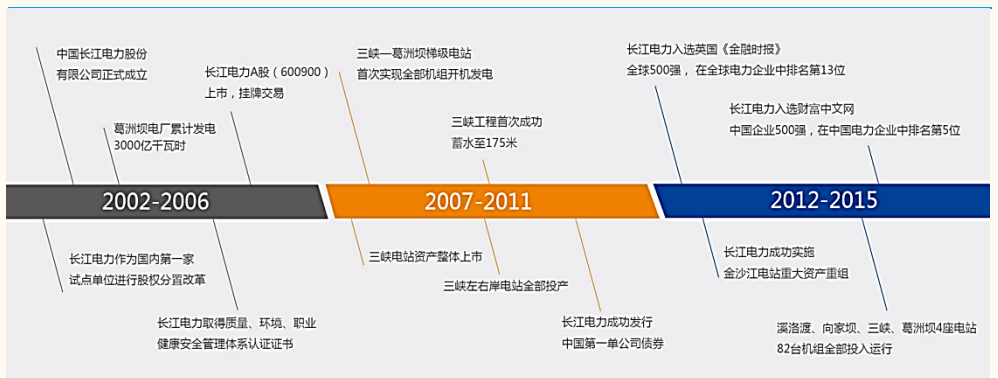 中国长江电力股份
有限公司正式成立
葛洲坝电厂累计发电
3000亿千瓦时
长江电力A股（600900）
上市，挂牌交易
三峡—葛洲坝梯级电站
首次实现全部机组开机发电
三峡工程首次成功
蓄水至175米
长江电力入选英国《金融时报》
全球500强， 在全球电力企业中排名第13位
长江电力入选财富中文网
中国企业500强，在中国电力企业中排名第5位
2002-2006
2007-2011
2012-2015
长江电力作为国内第一家
试点单位进行股权分置改革
长江电力取得质量、环境、职业
健康安全管理体系认证证书
三峡电站资产整体上市
三峡左右岸电站全部投产
长江电力成功发行
中国第一单公司债券
长江电力成功实施
金沙江电站重大资产重组
溪洛渡、向家坝、三峡、葛洲坝4座电站
82台机组全部投入运行